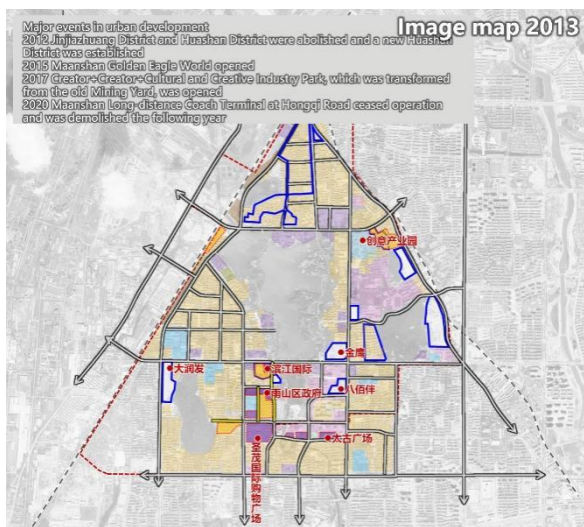 Image map 2013
Major events in urban development
2012 Jinjiazhuang District and Huashan District were abolished and a new Huashan
District was established
2015 Maanshan Golden Eagle World opened
2017 Creator+Creator+Cultural and Creative Industry Park, which was transformed
from the old Mining Yard, was opened
2020 Maanshan Long-distance Coach Terminal at Hongqi Road ceased operation
and was demolished the following year
创意产业园
金鹰
大润发
滨江国际
雨山区政府
八佰伴
圣茂国际购物广场
太古广场